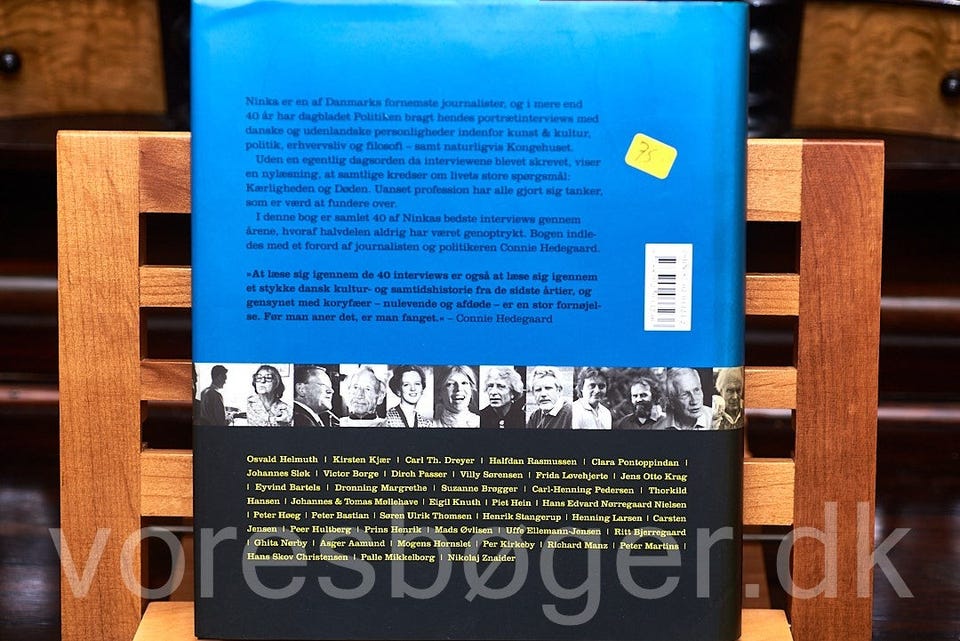 Ninka er en af Danmarks fornemste journalister, og i mere end
40 år har dagbladet Politiken bragt hendes portrætinterviews med
danske og udenlandske personligheder indenfor kunst & kultur,
politik, erhvervsliv og filosofi – samt naturligvis Kongehuset.
Uden en egentlig dagsorden da interviewene blevet skrevet, viser
en nylæsning, at samtlige kredser om livets store spørgsmål:
Kærligheden og Døden. Uanset profession har alle gjort sig tanker,
som er værd at fundere over.
I denne bog er samlet 40 af Ninkas bedste interviews gennem
årene, hvoraf halvdelen aldrig har været genoptrykt. Bogen indle-
des med et forord af journalisten og politikeren Connie Hedegaard.
»At læse sig igennem de 40 interviews er også at læse sig igennem
et stykke dansk kultur- og samtidshistorie fra de sidste årtier, og
gensynet med koryfæer – nulevende og afdøde – er en stor fornøjel-
se. Før man aner det, er man fanget.« – Connie Hedegaard
75
Osvald Helmuth | Kirsten Kjær | Carl Th. Dreyer | Halfdan Rasmussen | Clara Pontoppidan |
Johannes Sløk | Victor Borge | Dirch Passer | Villy Sørensen | Frida Løvehjerte | Jens Otto Krag
| Eyvind Bartels | Dronning Margrethe | Suzanne Brøgger | Carl-Henning Pedersen | Thorkild
Hansen | Johannes & Tomas Møllehave | Eigil Knuth | Piet Hein | Hans Edvard Nørregaard Nielsen
| Peter Høeg | Peter Bastian | Søren Ulrik Thomsen | Henrik Stangerup | Henning Larsen | Carsten
Jensen | Peer Hultberg | Prins Henrik | Mads Øvlisen | Uffe Ellemann-Jensen | Ritt Bjerregaard
| Ghita Nørby | Asger Aamund | Mogens Hornslet | Per Kirkeby | Richard Manz | Peter Martins |
Hans Skov Christensen | Palle Mikkelborg | Nikolaj Znaider
voresbøger.dk